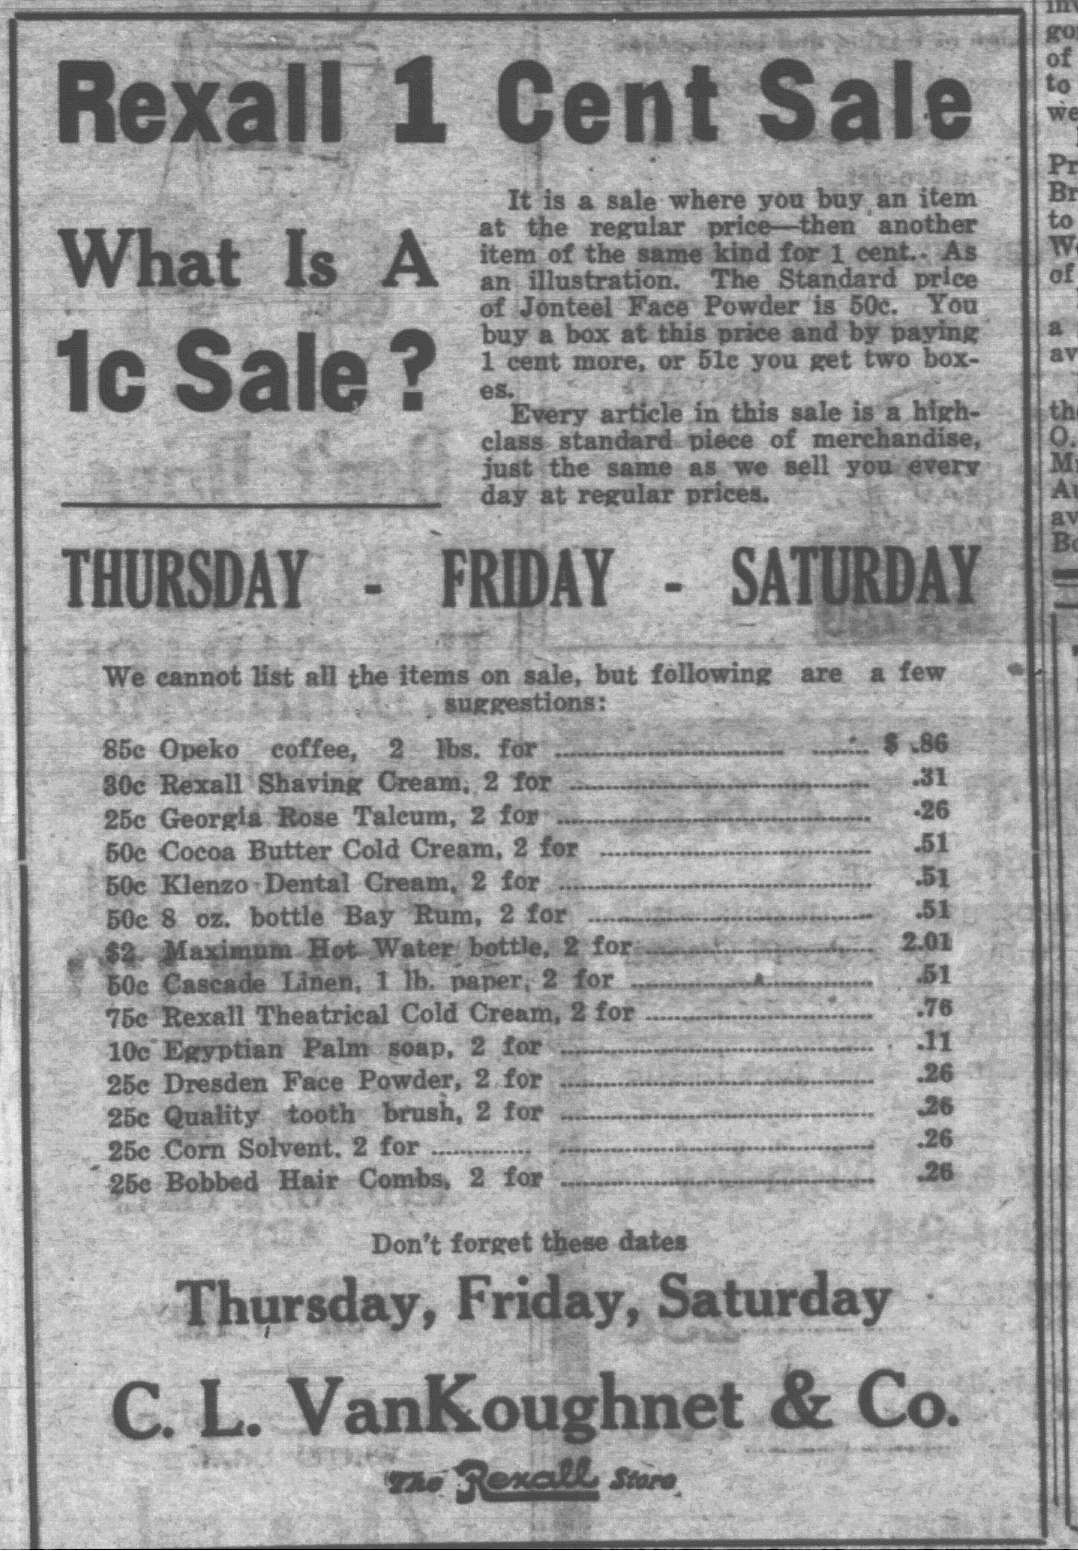 Rexall 1 Cent Sale
What Is A
1c Sale?
It is a sale where you buy an item
at the regular price—then another
item of the same kind for 1 cent. As
an illustration. The Standard price
of Jonteel Face Powder is 50c. You
buy a box at this price and by paying
1 cent more, or 51c you get two box-
es.
Every article in this sale is a high-
class standard piece of merchandise,
just the same as we sell you every
day at regular prices.
THURSDAY - FRIDAY - SATURDAY
We cannot list all the items on sale, but following are a few
suggestions:
85c Opeko coffee, 2 lbs. for $ .86
30c Rexall Shaving Cream, 2 for .31
25c Georgia Rose Talcum, 2 for .26
50c Cocoa Butter Cold Cream, 2 for .51
50c Klenzo Dental Cream, 2 for .51
50c 8 oz. bottle Bay Rum, 2 for .51
$2 Maximum Hot Water bottle, 2 for 2.01
50c Cascade Linen, 1 lb. paper, 2 for .51
75c Rexall Theatrical Cold Cream, 2 for .76
10c Egyptian Palm soap, 2 for .11
25c Dresden Face Powder, 2 for .26
25c Quality tooth brush, 2 for .26
25c Corn Solvent. 2 for .26
25c Bobbed Hair Combs, 2 for .26
Don't forget these dates
Thursday, Friday, Saturday
C. L. VanKoughnet & Co.
The Rexall Store